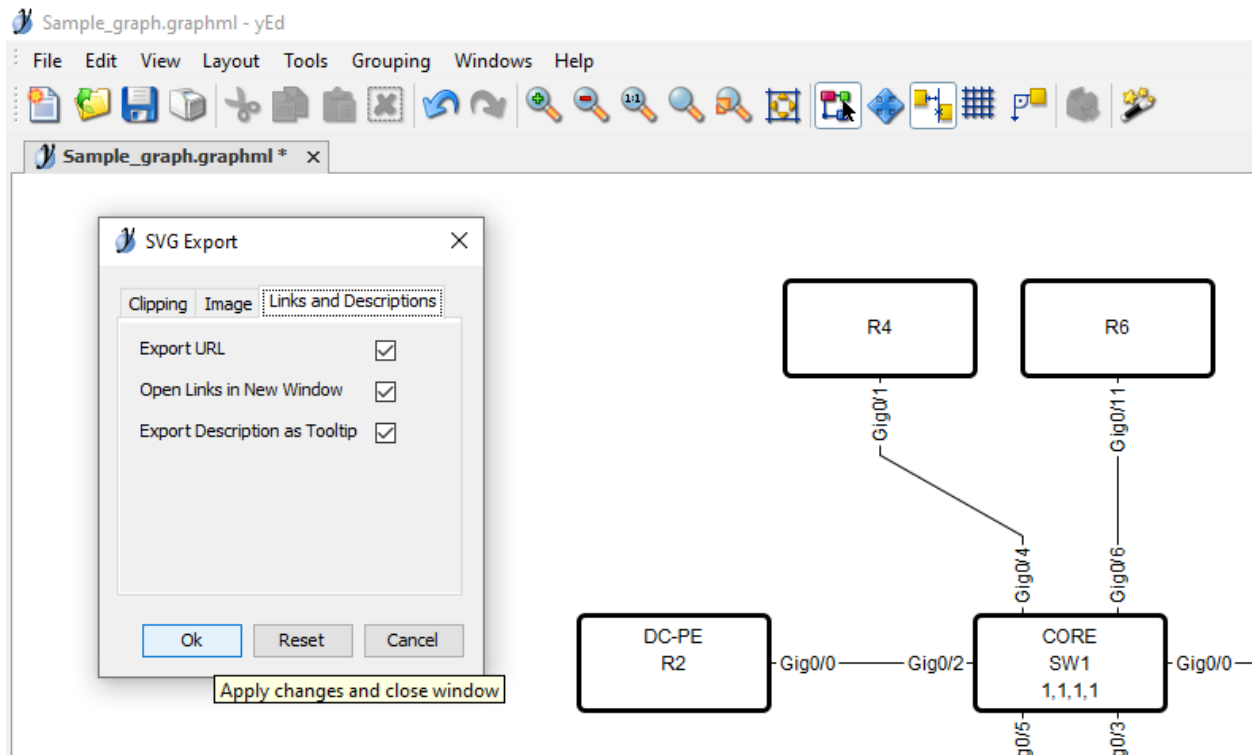 Sample_graph.graphml - yEd
File Edit View Layout Tools Grouping Windows Help
1:1
Sample_graph.graphml *
SVG Export
Clipping Image Links and Descriptions
Export URL
Open Links in New Window
Export Description as Tooltip
Ok Reset Cancel
Apply changes and close window
R4
R6
Gig0/1
Gig0/11
Gig0/4
Gig0/6
DC-PE
R2
Gig0/0
Gig0/2
CORE
SW1
1,1,1,1
Gig0/0